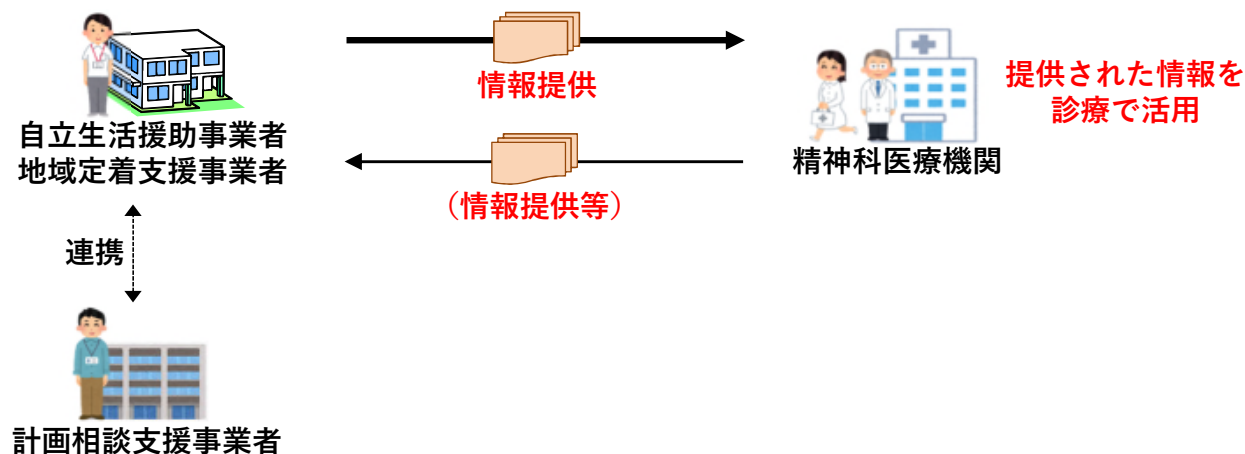 情報提供
提供された情報を
診療で活用
自立生活援助事業者
地域定着支援事業者
精神科医療機関
（情報提供等）
連携
計画相談支援事業者